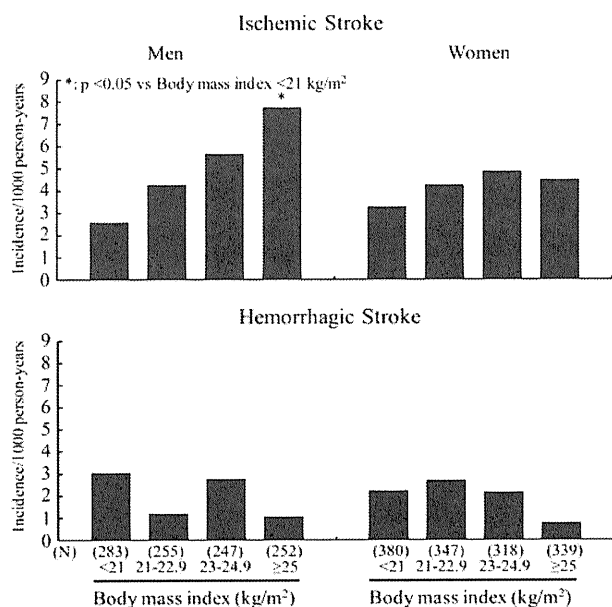 Ischemic Stroke
Men
Women
*: p <0.05 vs Body mass index <21 kg/m²
*
Incidence/1000 person-years
9
8
7
6
5
4
3
2
1
0
Hemorrhagic Stroke
Incidence/1000 person-years
9
8
7
6
5
4
3
2
1
0
(N) (283) (255) (247) (252) (380) (347) (318) (339)
<21 21-22.9 23-24.9 ≥25 <21 21-22.9 23-24.9 ≥25
Body mass index (kg/m²) Body mass index (kg/m²)